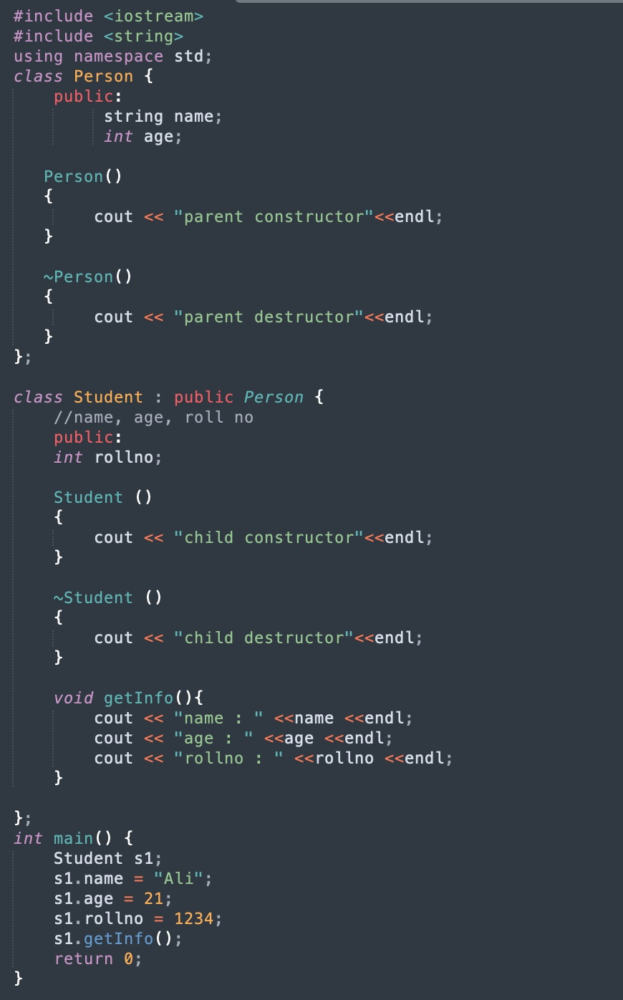 #include <iostream>
#include <string>
using namespace std;
class Person {
    public:
         string name;
         int age;

   Person()
   {
        cout << "parent constructor"<<endl;
   }

   ~Person()
   {
        cout << "parent destructor"<<endl;
   }
};

class Student : public Person {
    //name, age, roll no
    public:
    int rollno;

    Student ()
    {
        cout << "child constructor"<<endl;
    }

    ~Student ()
    {
        cout << "child destructor"<<endl;
    }

    void getInfo(){
        cout << "name : " <<name <<endl;
        cout << "age : " <<age <<endl;
        cout << "rollno : " <<rollno <<endl;
    }

};
int main() {
    Student s1;
    s1.name = "Ali";
    s1.age = 21;
    s1.rollno = 1234;
    s1.getInfo();
    return 0;
}